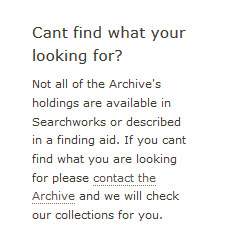 Cant find what your
looking for?
Not all of the Archive's
holdings are available in
Searchworks or described
in a finding aid. If you cant
find what you are looking
for please contact the
Archive and we will check
our collections for you.